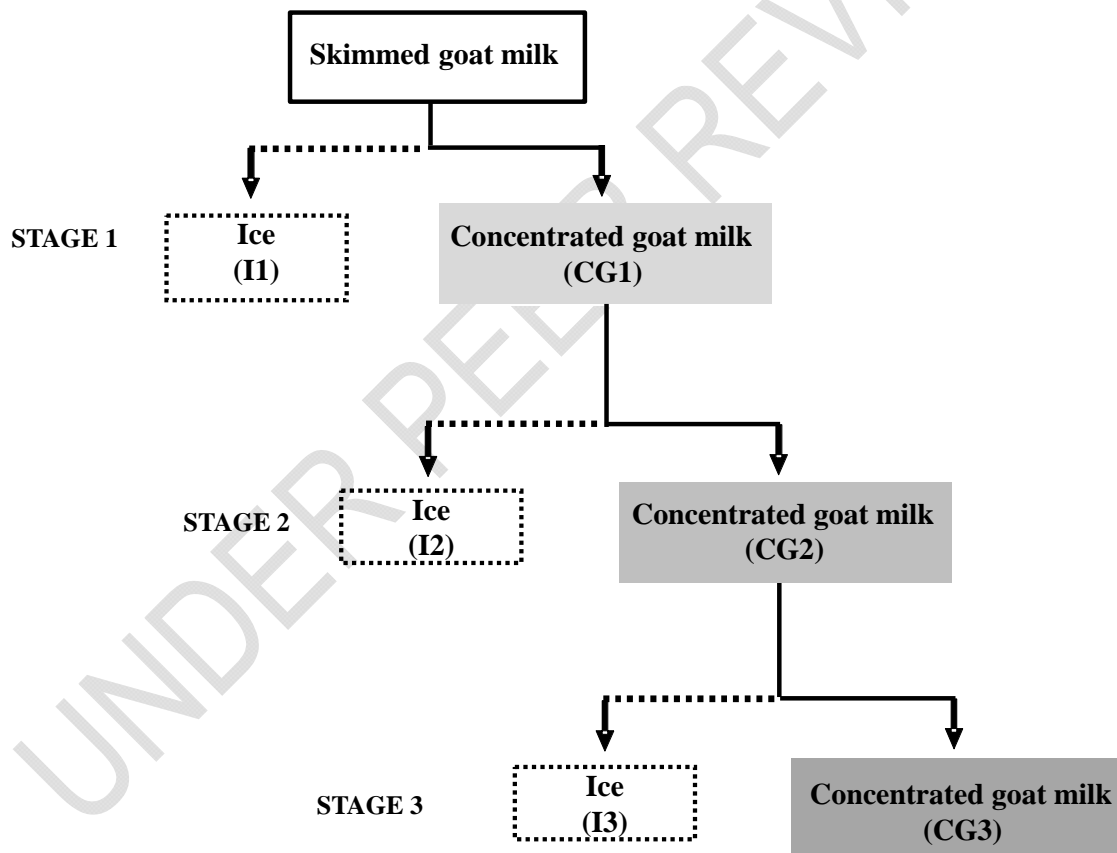 Skimmed goat milk
STAGE 1
Ice
(I1)
Concentrated goat milk
(CG1)
STAGE 2
Ice
(I2)
Concentrated goat milk
(CG2)
STAGE 3
Ice
(I3)
Concentrated goat milk
(CG3)
UNDER PEER REVI